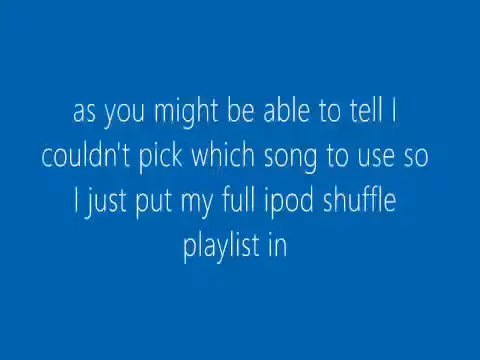 as you might be able to tell I
couldn't pick which song to use so
I just put my full ipod shuffle
playlist in